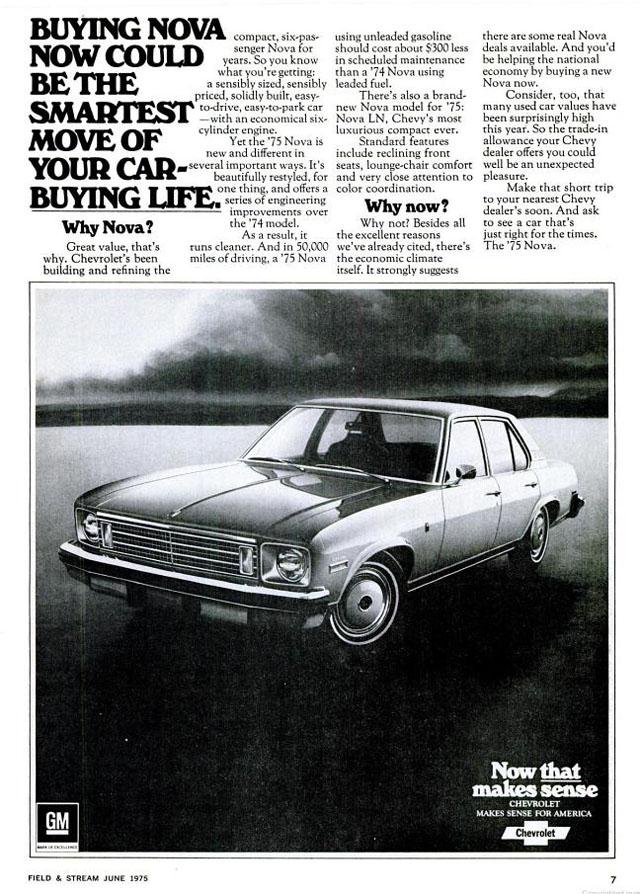 BUYING NOVA
NOW COULD
BE THE
SMARTEST
MOVE OF
YOUR CAR-
BUYING LIFE.
Why Nova?
Great value, that's
why. Chevrolet's been
building and refining the
compact, six-pas-
senger Nova for
years. So you know
what you're getting:
a sensibly sized, sensibly
priced, solidly built, easy-
to-drive, easy-to-park car
—with an economical six-
cylinder engine.
Yet the '75 Nova is
new and different in
several important ways. It's
beautifully restyled, for
one thing, and offers a
series of engineering
improvements over
the '74 model.
As a result, it
runs cleaner. And in 50,000
miles of driving, a '75 Nova
using unleaded gasoline
should cost about $300 less
in scheduled maintenance
than a '74 Nova using
leaded fuel.
There's also a brand-
new Nova model for '75:
Nova LN, Chevy's most
luxurious compact ever.
Standard features
include reclining front
seats, lounge-chair comfort
and very close attention to
color coordination.
Why now?
Why not? Besides all
the excellent reasons
we've already cited, there's
the economic climate
itself. It strongly suggests
there are some real Nova
deals available. And you'd
be helping the national
economy by buying a new
Nova now.
Consider, too, that
many used car values have
been surprisingly high
this year. So the trade-in
allowance your Chevy
dealer offers you could
well be an unexpected
pleasure.
Make that short trip
to your nearest Chevy
dealer's soon. And ask
to see a car that's
just right for the times.
The '75 Nova.
Now that
makes sense
CHEVROLET
MAKES SENSE FOR AMERICA
Chevrolet
GM
MARK OF EXCELLENCE
FIELD & STREAM JUNE 1975
7